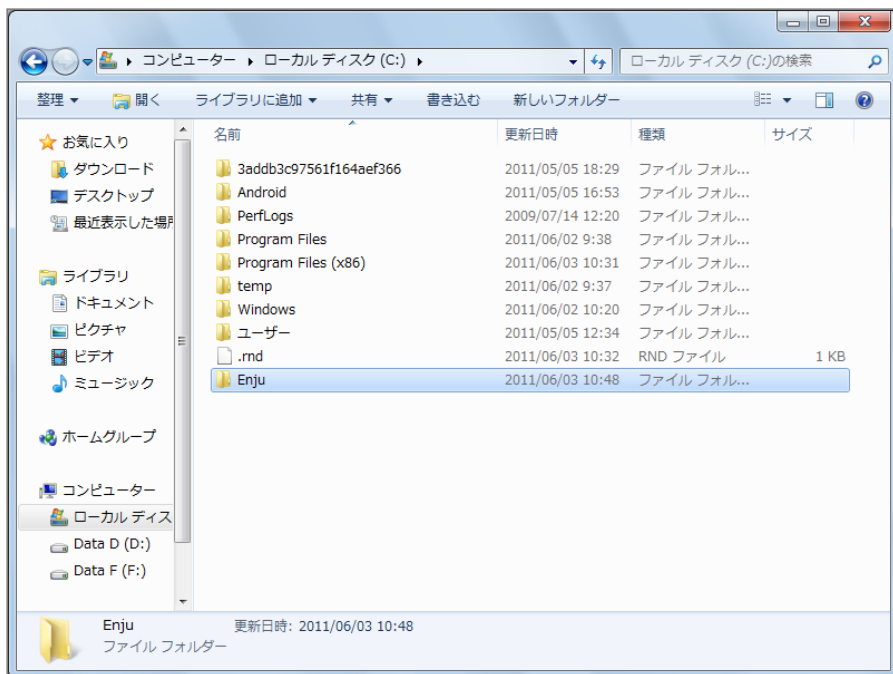 コンピューター ローカル ディスク (C:)
ローカル ディスク (C:)の検索
整理 開く ライブラリに追加 共有 書き込む 新しいフォルダー
お気に入り
ダウンロード
デスクトップ
最近表示した場所
ライブラリ
ドキュメント
ピクチャ
ビデオ
ミュージック
ホームグループ
コンピューター
ローカル ディス
Data D (D:)
Data F (F:)
名前 更新日時 種類 サイズ
3addb3c97561f164aef366 2011/05/05 18:29 ファイル フォル...
Android 2011/05/05 16:53 ファイル フォル...
PerfLogs 2009/07/14 12:20 ファイル フォル...
Program Files 2011/06/02 9:38 ファイル フォル...
Program Files (x86) 2011/06/03 10:31 ファイル フォル...
temp 2011/06/02 9:37 ファイル フォル...
Windows 2011/06/02 10:20 ファイル フォル...
ユーザー 2011/05/05 12:34 ファイル フォル...
.rnd 2011/06/03 10:32 RND ファイル 1 KB
Enju 2011/06/03 10:48 ファイル フォル...
Enju 更新日時: 2011/06/03 10:48
ファイル フォルダー